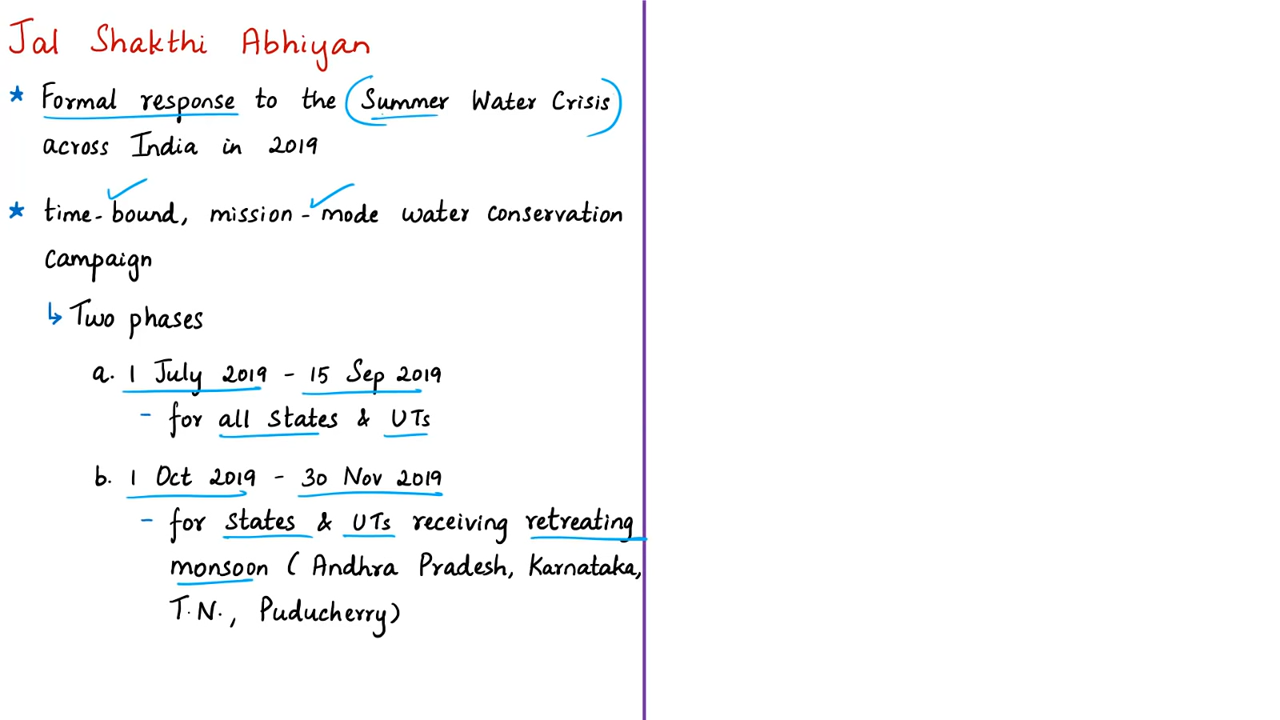 Jal Shakthi Abhiyan
* Formal response to the (Summer Water Crisis)
across India in 2019
* time-bound, mission-mode water conservation
campaign
↳ Two phases
a. 1 July 2019 - 15 Sep 2019
- for all states & UTs
b. 1 Oct 2019 - 30 Nov 2019
- for states & UTs receiving retreating
monsoon (Andhra Pradesh, Karnataka,
T.N., Puducherry)